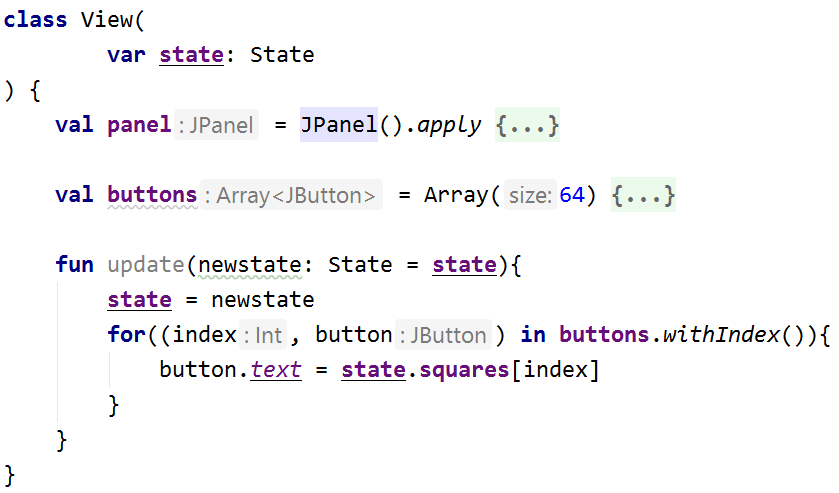 class View(
        var state: State
) {
    val panel : JPanel = JPanel().apply {...}

    val buttons : Array<JButton> = Array( size: 64) {...}

    fun update(newstate: State = state){
        state = newstate
        for((index : Int , button : JButton ) in buttons.withIndex()){
            button.text = state.squares[index]
        }
    }
}